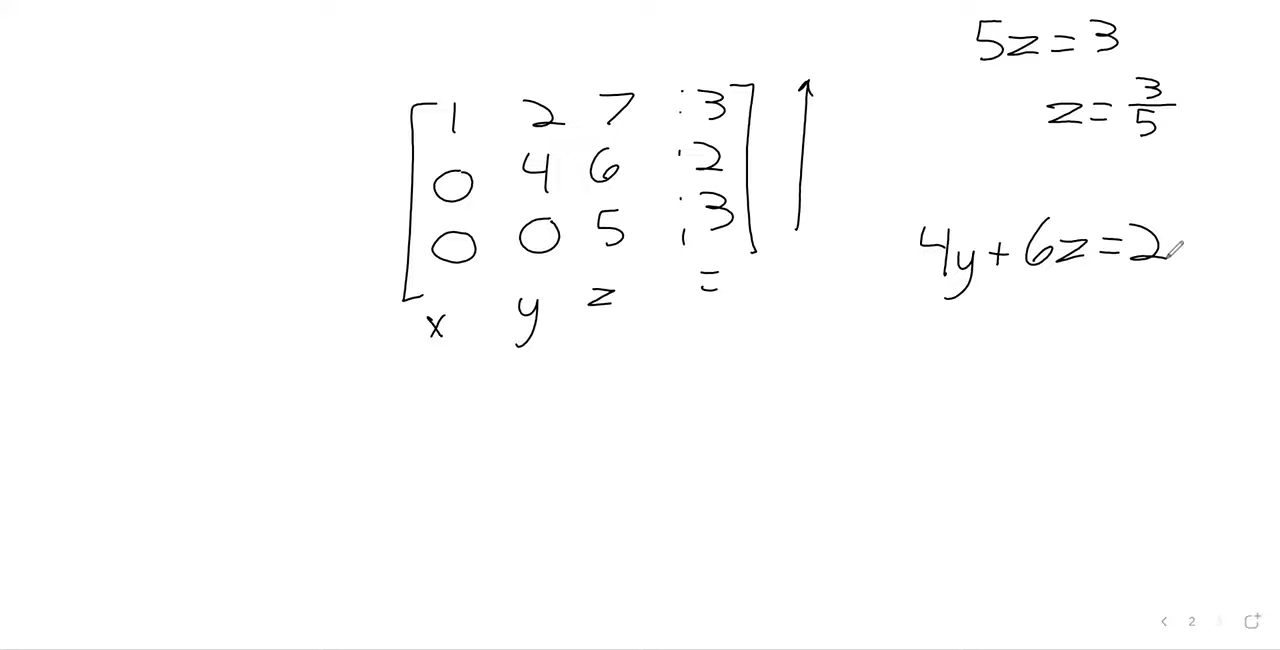 1 2 7 : 3
0 4 6 : 2
0 0 5 : 3
x y z =
5z = 3
z = 3/5
4y + 6z = 2
< 2 3